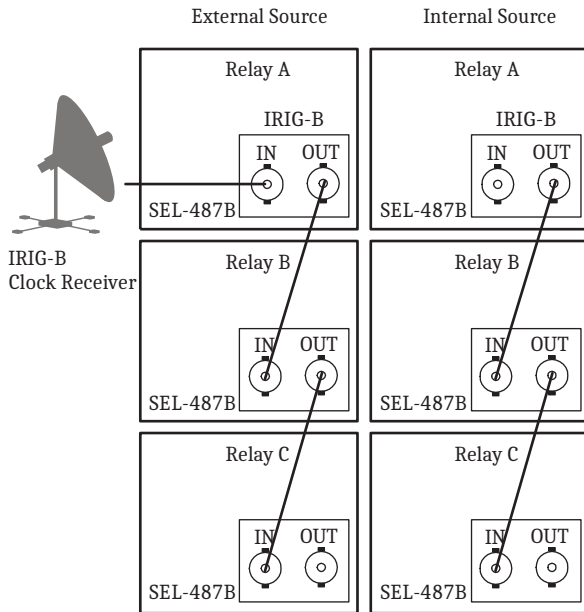 External Source
Internal Source
Relay A
IRIG-B
IN OUT
SEL-487B
IRIG-B
Clock Receiver
Relay B
IN OUT
SEL-487B
Relay C
IN OUT
SEL-487B
Relay A
IRIG-B
IN OUT
SEL-487B
Relay B
IN OUT
SEL-487B
Relay C
IN OUT
SEL-487B